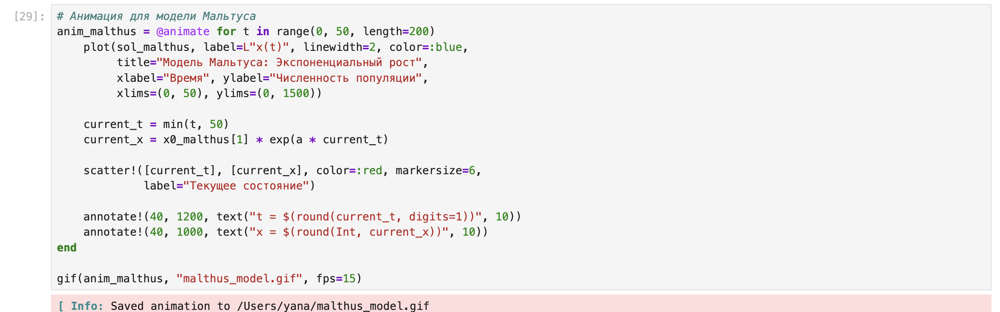 [29]:
# Анимация для модели Мальтуса
anim_malthus = @animate for t in range(0, 50, length=200)
    plot(sol_malthus, label=L"x(t)", linewidth=2, color=:blue,
         title="Модель Мальтуса: Экспоненциальный рост",
         xlabel="Время", ylabel="Численность популяции",
         xlims=(0, 50), ylims=(0, 1500))

    current_t = min(t, 50)
    current_x = x0_malthus[1] * exp(a * current_t)

    scatter!([current_t], [current_x], color=:red, markersize=6,
             label="Текущее состояние")

    annotate!(40, 1200, text("t = $(round(current_t, digits=1))", 10))
    annotate!(40, 1000, text("x = $(round(Int, current_x))", 10))
end

gif(anim_malthus, "malthus_model.gif", fps=15)
[ Info: Saved animation to /Users/yana/malthus_model.gif